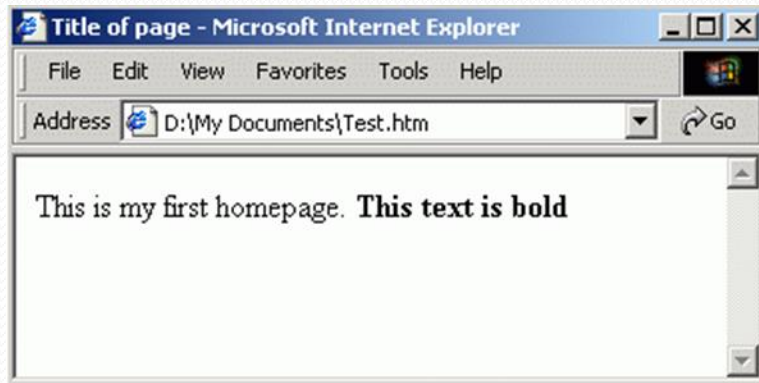 Title of page - Microsoft Internet Explorer
File Edit View Favorites Tools Help
Address D:\My Documents\Test.htm Go
This is my first homepage. This text is bold